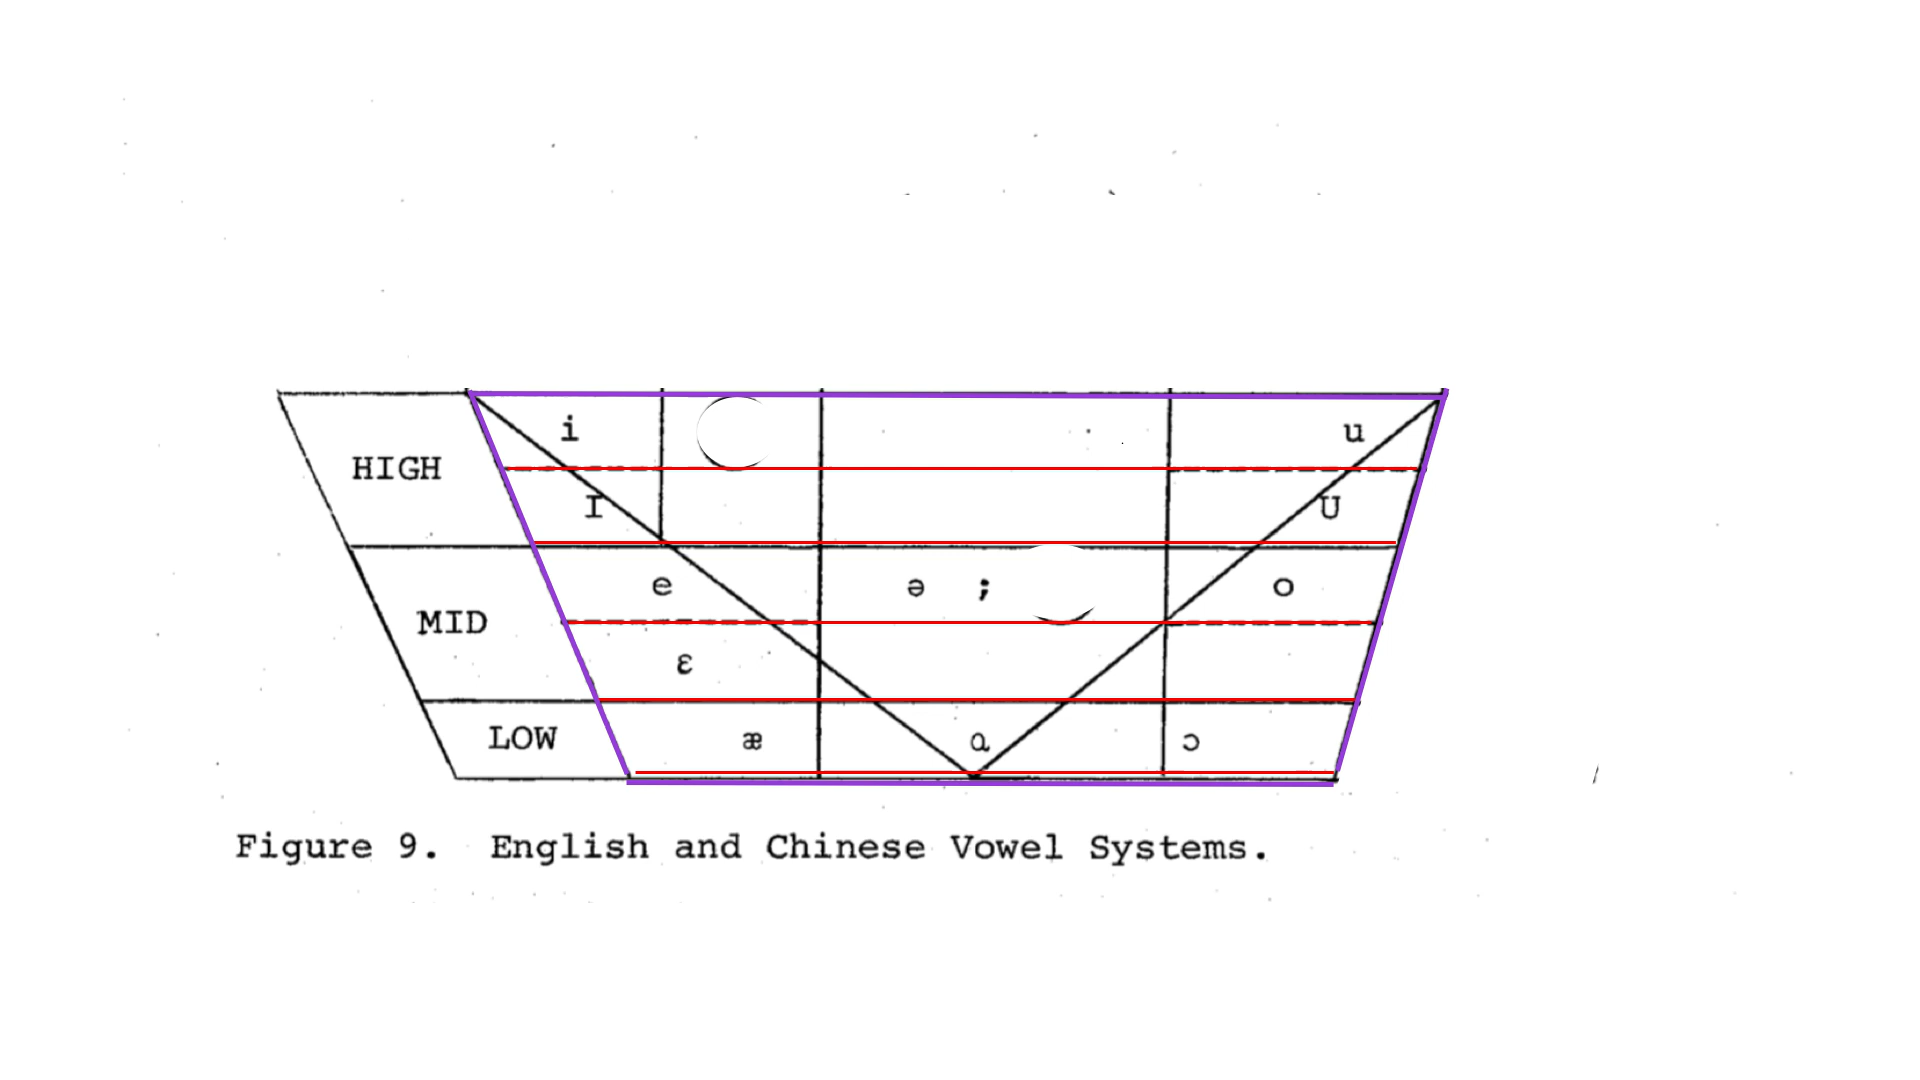 i u
HIGH
I U
e ə ; o
MID
ε
LOW æ ɑ ɔ
Figure 9. English and Chinese Vowel Systems.